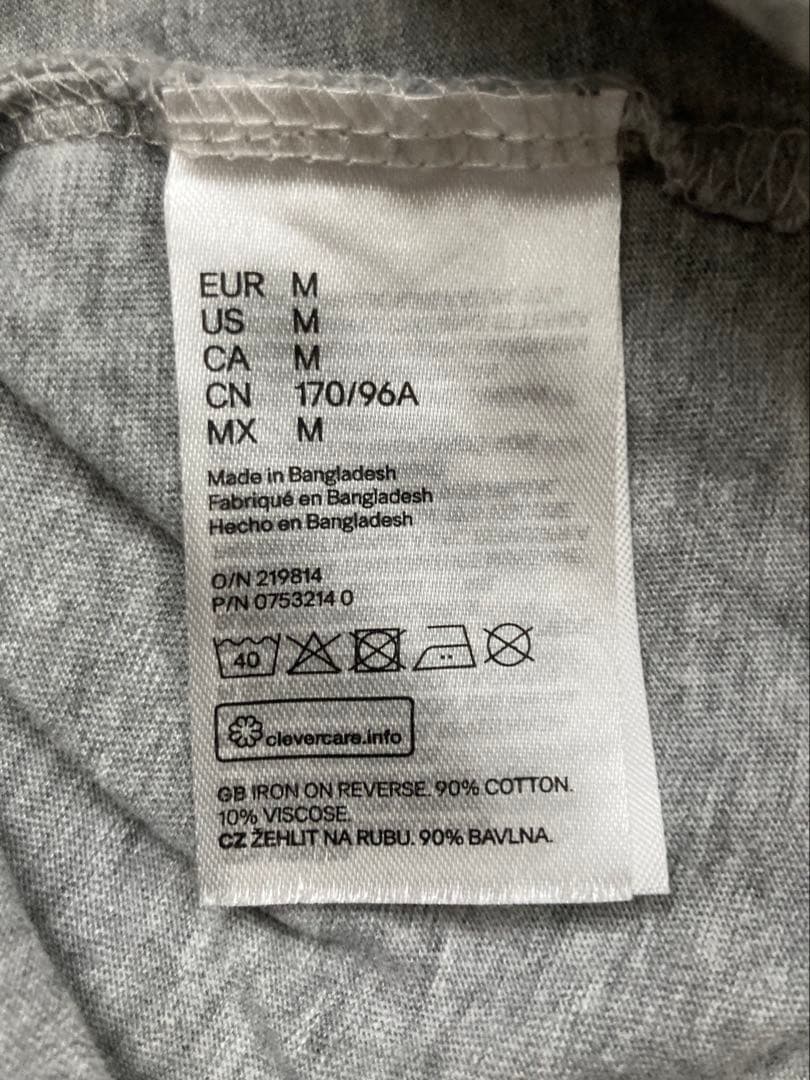 EUR M
US M
CA M
CN 170/96A
MX M
Made in Bangladesh
Fabriqué en Bangladesh
Hecho en Bangladesh
O/N 219814
P/N 0753214 0
40
clevercare.info
GB IRON ON REVERSE. 90% COTTON.
10% VISCOSE.
CZ ŽEHLIT NA RUBU. 90% BAVLNA.